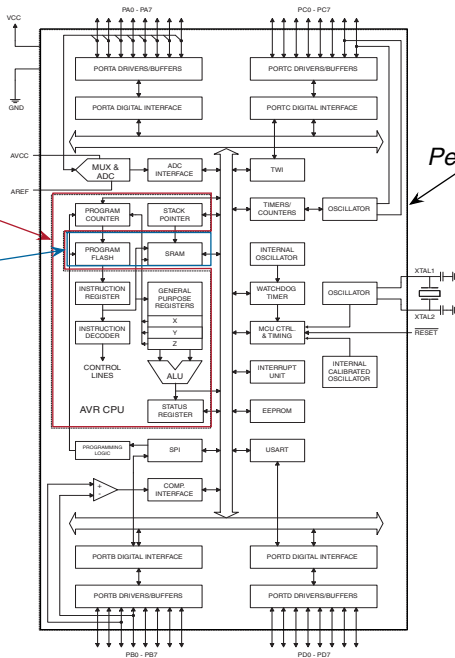 PA0 - PA7
PC0 - PC7
VCC
GND
PORTA DRIVERS/BUFFERS
PORTC DRIVERS/BUFFERS
PORTA DIGITAL INTERFACE
PORTC DIGITAL INTERFACE
AVCC
AREF
MUX &
ADC
ADC
INTERFACE
TWI
Pe
PROGRAM
COUNTER
STACK
POINTER
TIMERS/
COUNTERS
OSCILLATOR
PROGRAM
FLASH
SRAM
INTERNAL
OSCILLATOR
INSTRUCTION
REGISTER
GENERAL
PURPOSE
REGISTERS
X
Y
Z
WATCHDOG
TIMER
OSCILLATOR
XTAL1
XTAL2
INSTRUCTION
DECODER
MCU CTRL.
& TIMING
RESET
CONTROL
LINES
ALU
INTERRUPT
UNIT
INTERNAL
CALIBRATED
OSCILLATOR
AVR CPU
STATUS
REGISTER
EEPROM
PROGRAMMING
LOGIC
SPI
USART
+
-
COMP.
INTERFACE
PORTB DIGITAL INTERFACE
PORTD DIGITAL INTERFACE
PORTB DRIVERS/BUFFERS
PORTD DRIVERS/BUFFERS
PB0 - PB7
PD0 - PD7